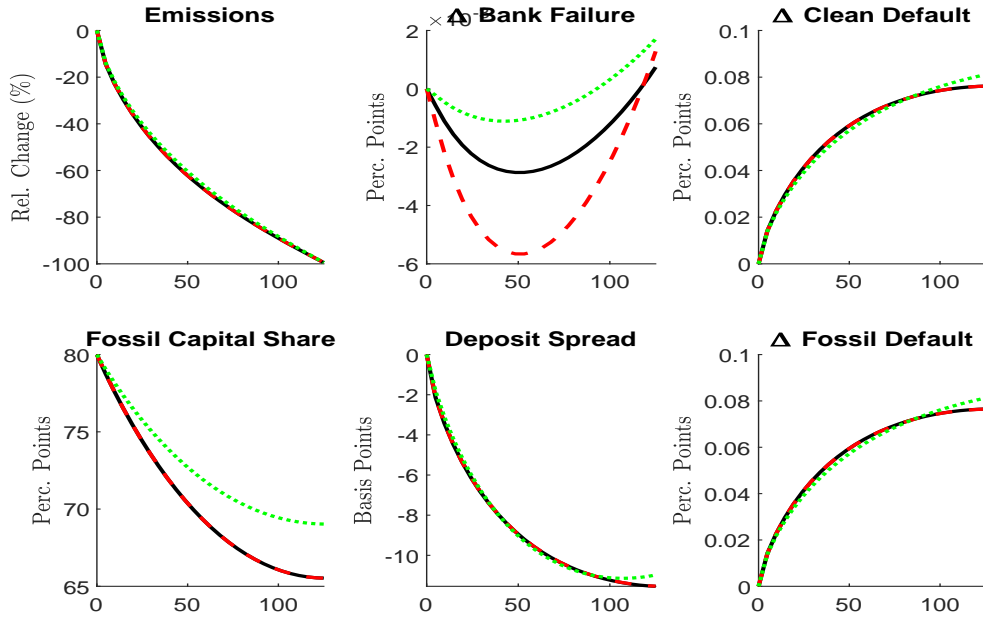 Emissions
Δ Bank Failure
Δ Clean Default
0
-20
-40
-60
-80
-100
Rel. Change (%)
0 50 100
2
0
-2
-4
-6
Perc. Points
0 50 100
0.1
0.08
0.06
0.04
0.02
0
Perc. Points
0 50 100
Fossil Capital Share
Deposit Spread
Δ Fossil Default
80
75
70
65
Perc. Points
0 50 100
0
-2
-4
-6
-8
-10
Basis Points
0 50 100
0.1
0.08
0.06
0.04
0.02
0
Perc. Points
0 50 100